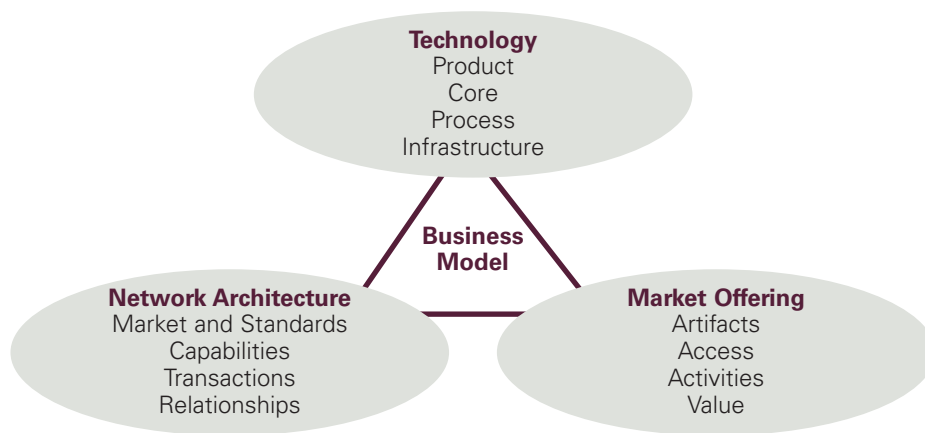 Technology
Product
Core
Process
Infrastructure
Business
Model
Network Architecture
Market and Standards
Capabilities
Transactions
Relationships
Market Offering
Artifacts
Access
Activities
Value